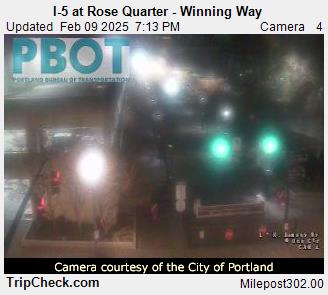 I-5 at Rose Quarter - Winning Way
Updated Feb 09 2025 7:13 PM Camera 4
PBOT
PORTLAND BUREAU OF TRANSPORTATION
Camera courtesy of the City of Portland
TripCheck.com Milepost302.00